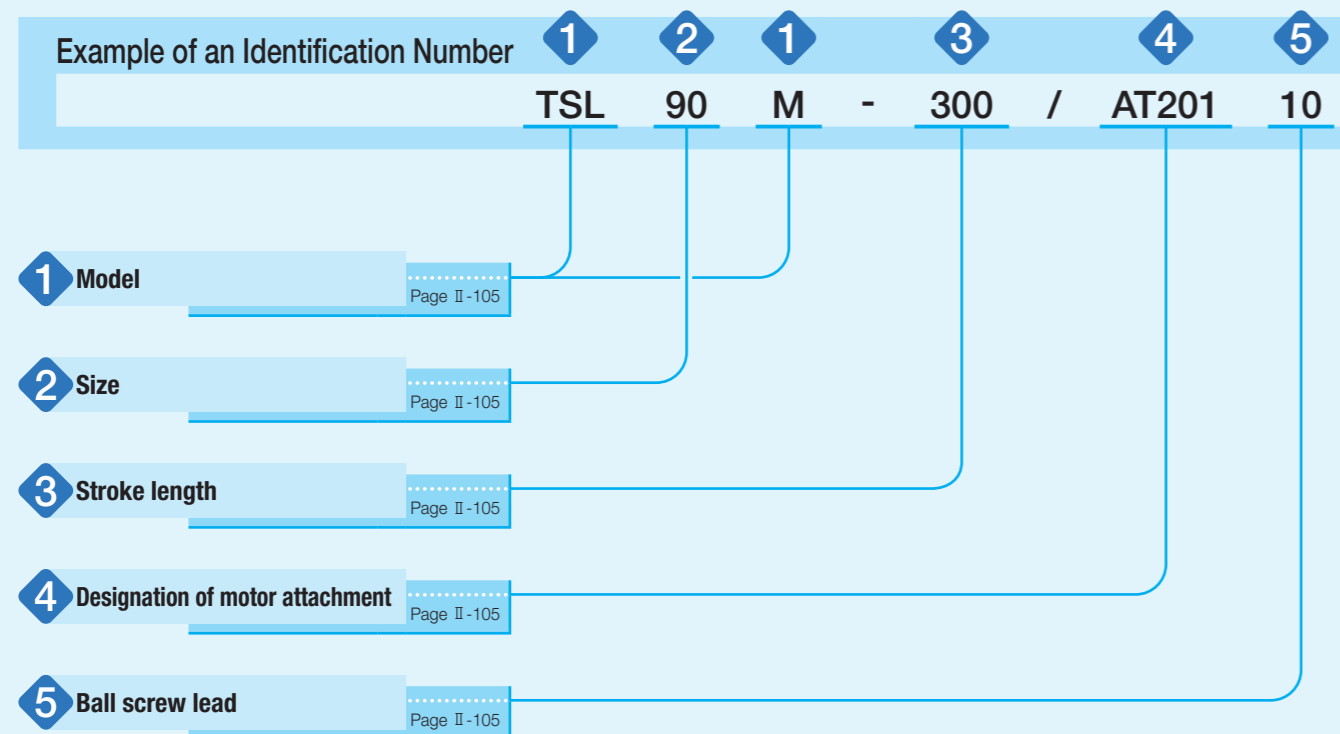 Example of an Identification Number 1 2 1 3 4 5
TSL 90 M - 300 / AT201 10
1 Model
Page Ⅱ-105
2 Size
Page Ⅱ-105
3 Stroke length
Page Ⅱ-105
4 Designation of motor attachment
Page Ⅱ-105
5 Ball screw lead
Page Ⅱ-105